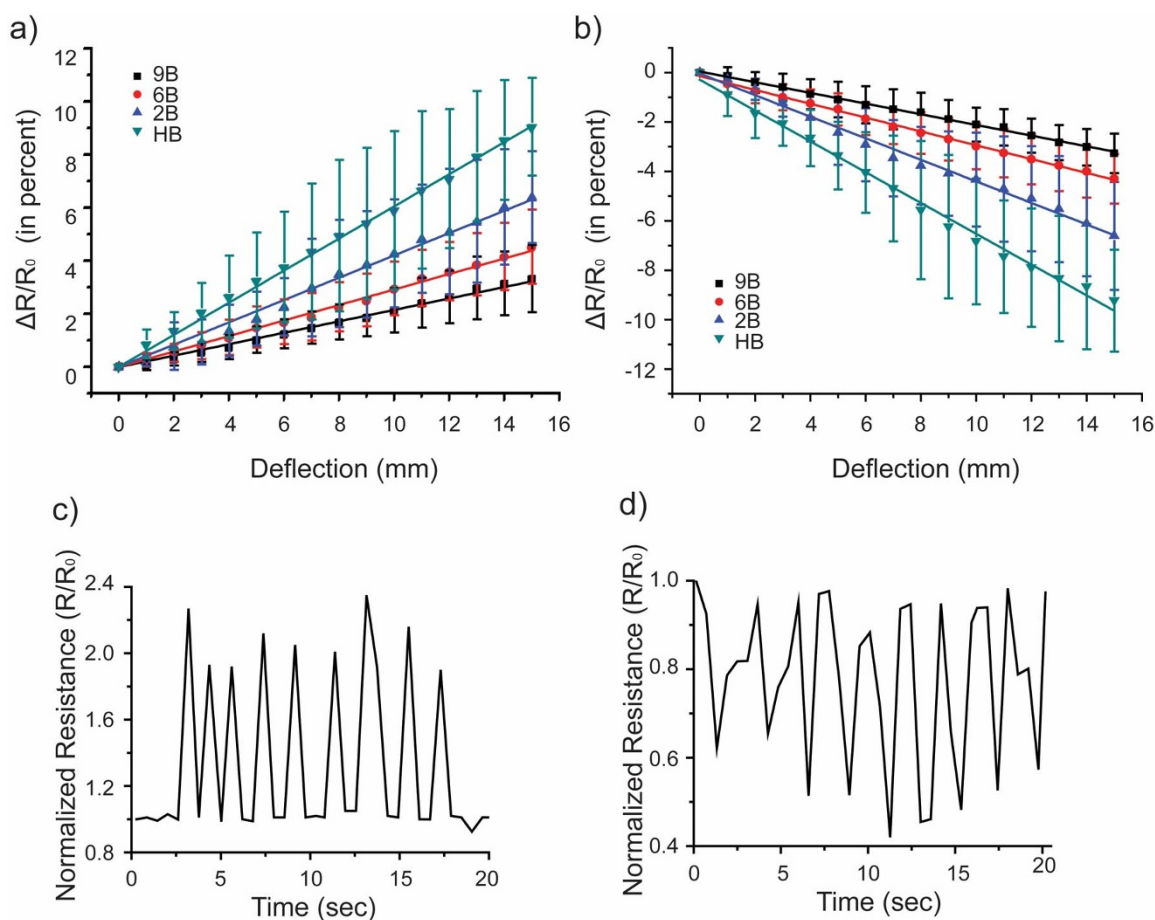 a)
ΔR/R₀ (in percent)
12
10
8
6
4
2
0
9B
6B
2B
HB
0 2 4 6 8 10 12 14 16
Deflection (mm)
b)
ΔR/R₀ (in percent)
0
-2
-4
-6
-8
-10
-12
9B
6B
2B
HB
0 2 4 6 8 10 12 14 16
Deflection (mm)
c)
Normalized Resistance (R/R₀)
2.4
2.0
1.6
1.2
0.8
0 5 10 15 20
Time (sec)
d)
Normalized Resistance (R/R₀)
1.0
0.8
0.6
0.4
0 5 10 15 20
Time (sec)